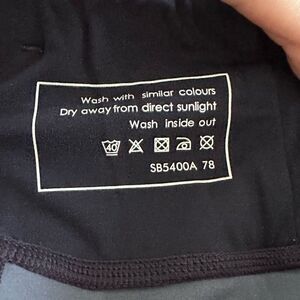 Wash with similar colours
Dry away from direct sunlight
Wash inside out
40
SB5400A 78